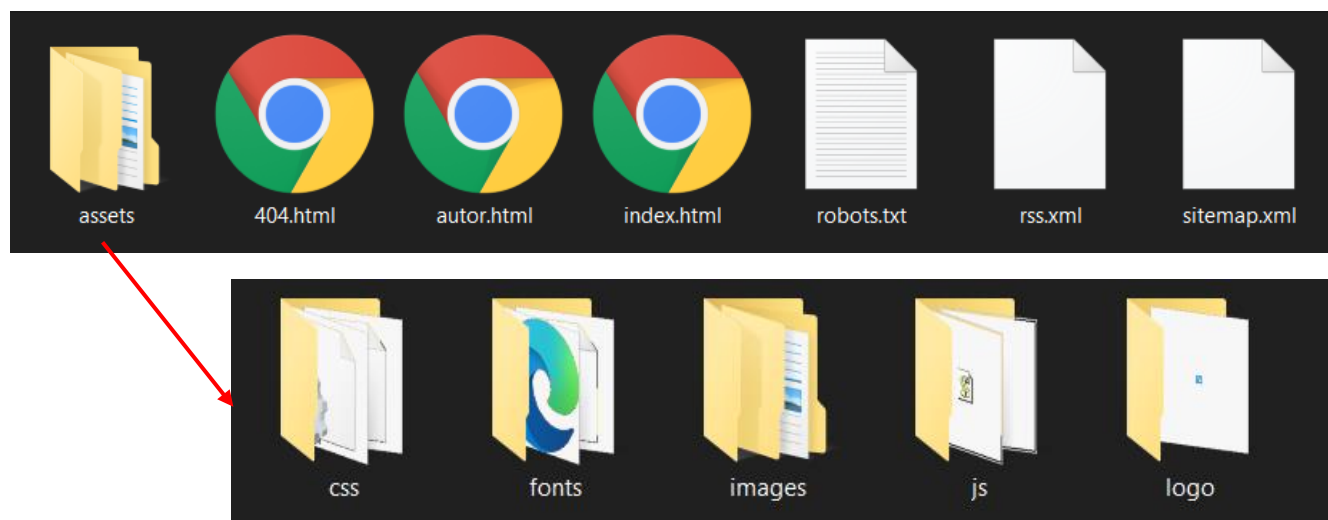 assets 404.html autor.html index.html robots.txt rss.xml sitemap.xml
css fonts images js logo